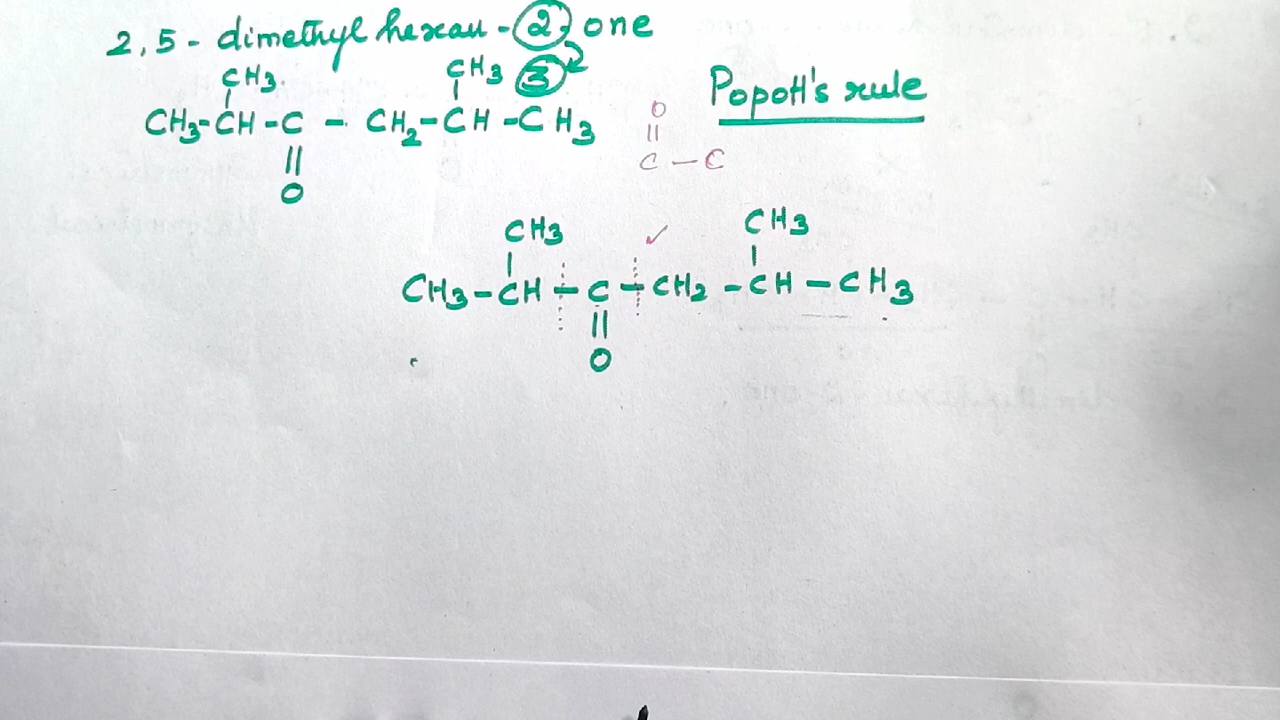 2,5 - dimethyl hexan - 2, one
3
CH3 CH3
CH3-CH-C - CH2-CH-CH3
||
O
Popott's rule
O
||
C — C
CH3 ✓ CH3
| |
CH3-CH-C-CH2-CH-CH3
||
O